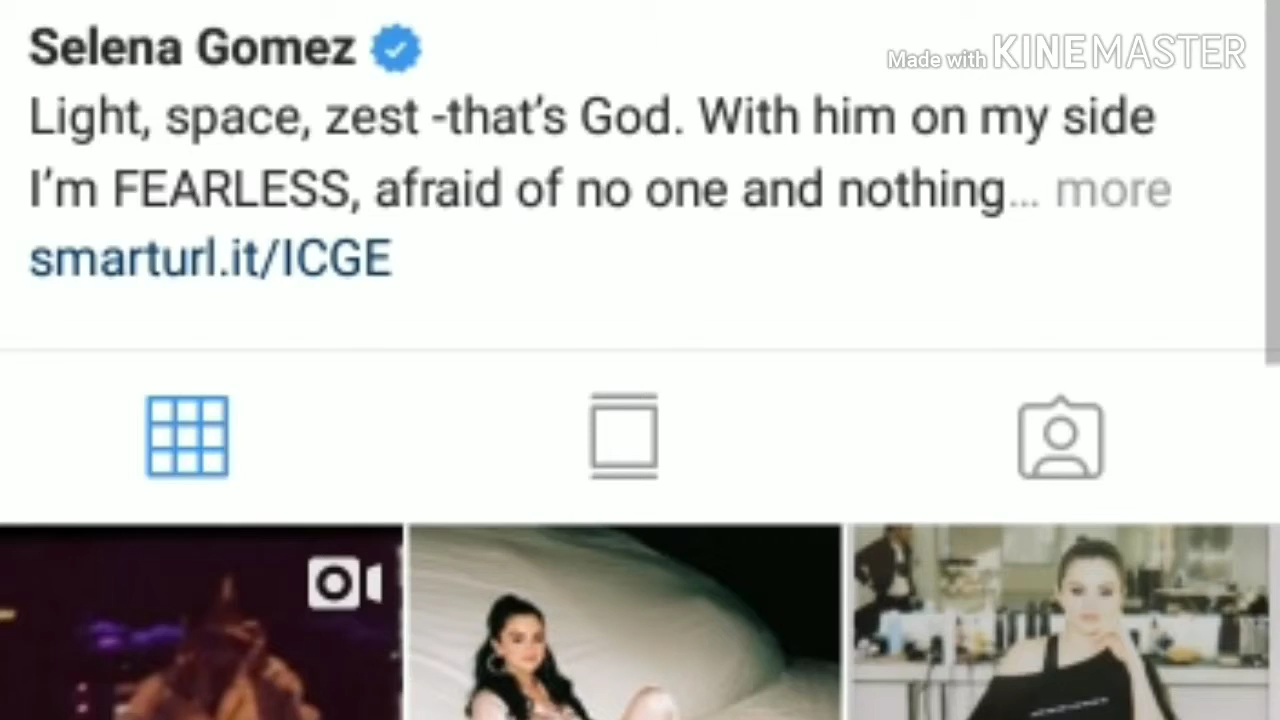 Selena Gomez
Made with KINEMASTER
Light, space, zest -that's God. With him on my side
I'm FEARLESS, afraid of no one and nothing... more
smarturl.it/ICGE